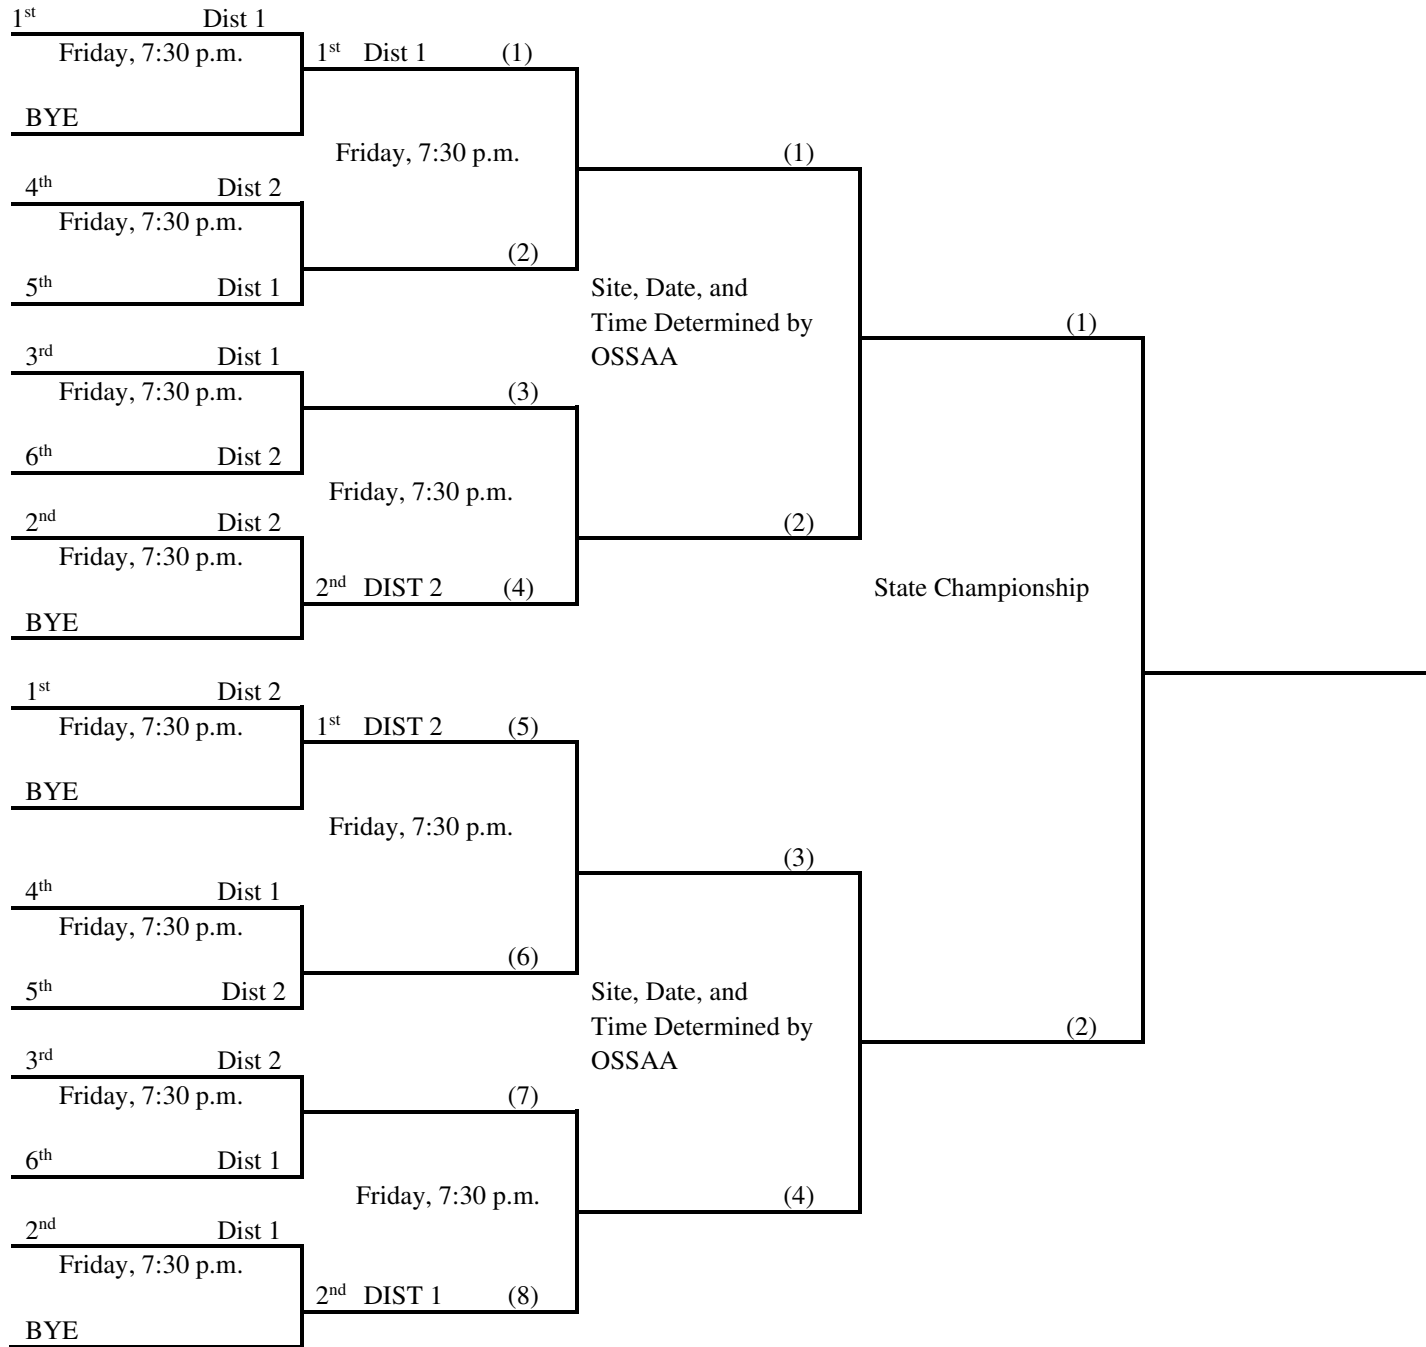 1st Dist 1
Friday, 7:30 p.m.
1st Dist 1 (1)
BYE
Friday, 7:30 p.m.
(1)
4th Dist 2
Friday, 7:30 p.m.
(2)
5th Dist 1
Site, Date, and
Time Determined by
OSSAA
(1)
3rd Dist 1
Friday, 7:30 p.m.
(3)
6th Dist 2
Friday, 7:30 p.m.
2nd Dist 2
(2)
Friday, 7:30 p.m.
2nd DIST 2 (4)
State Championship
BYE
1st Dist 2
Friday, 7:30 p.m.
1st DIST 2 (5)
BYE
Friday, 7:30 p.m.
(3)
4th Dist 1
Friday, 7:30 p.m.
(6)
5th Dist 2
Site, Date, and
Time Determined by
OSSAA
(2)
3rd Dist 2
Friday, 7:30 p.m.
(7)
6th Dist 1
Friday, 7:30 p.m.
(4)
2nd Dist 1
Friday, 7:30 p.m.
2nd DIST 1 (8)
BYE